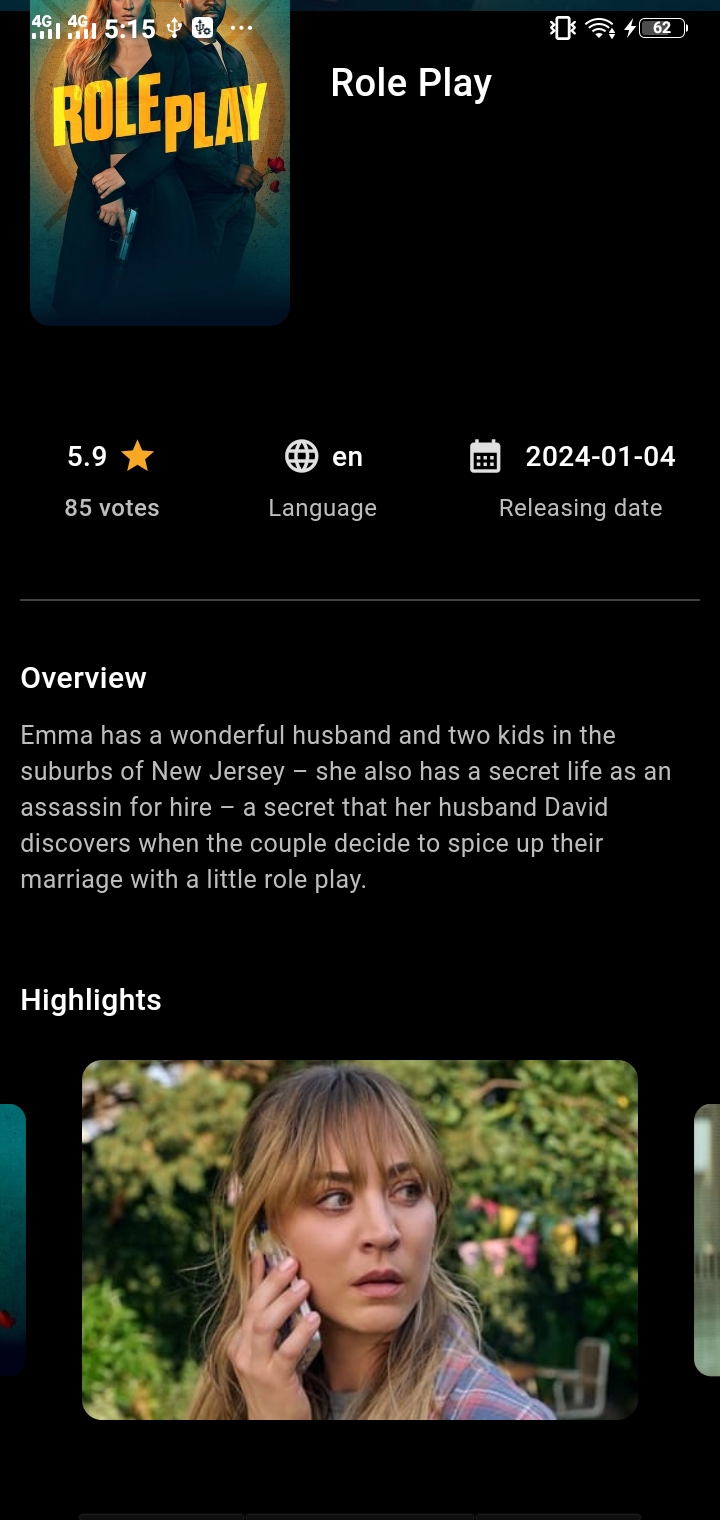 4G 4G 5:15 ... 62
ROLE PLAY
Role Play
5.9 en 2024-01-04
85 votes Language Releasing date
Overview
Emma has a wonderful husband and two kids in the
suburbs of New Jersey – she also has a secret life as an
assassin for hire – a secret that her husband David
discovers when the couple decide to spice up their
marriage with a little role play.
Highlights